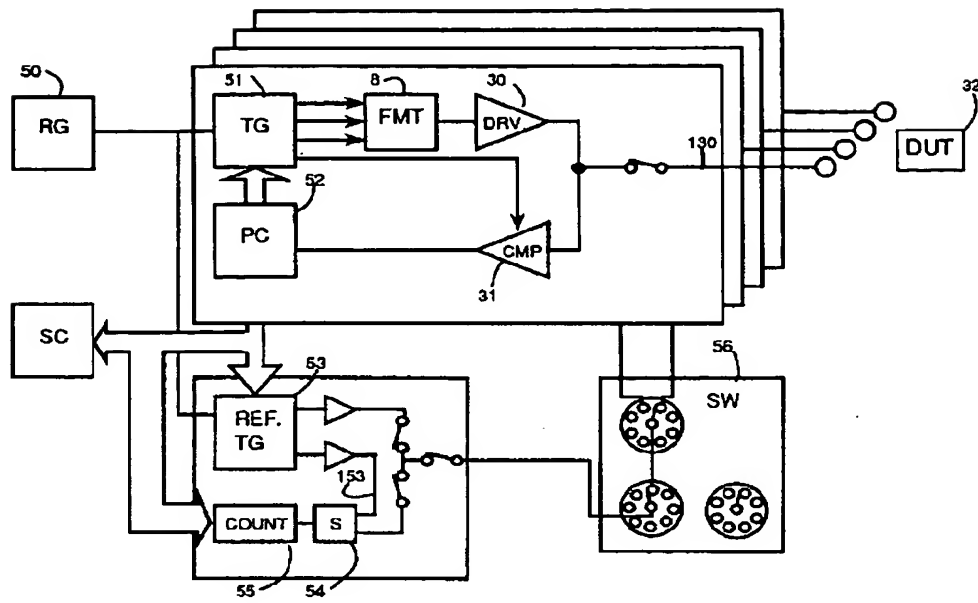 50
RG
51
TG
8
FMT
30
DRV
130
32
DUT
52
PC
CMP
31
SC
53
REF.
TG
153
COUNT
S
55
54
56
SW